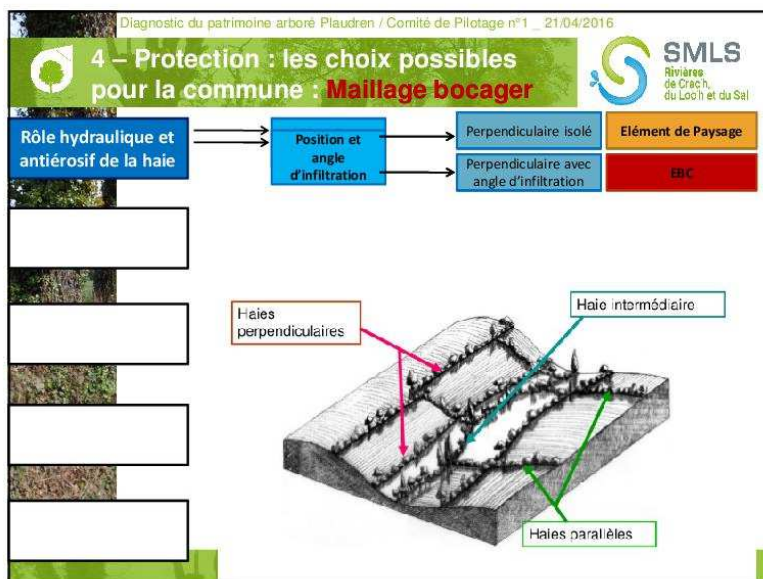 Diagnostic du patrimoine arboré Plaudren / Comité de Pilotage n°1 _ 21/04/2016
4 – Protection : les choix possibles
pour la commune : Maillage bocager
SMLS
Rivières
de Crac'h,
du Loc'h et du Sal
Rôle hydraulique et
antiérosif de la haie
Position et
angle
d'infiltration
Perpendiculaire isolé
Elément de Paysage
Perpendiculaire avec
angle d'infiltration
EBC
Haies
perpendiculaires
Haie intermédiaire
Haies parallèles